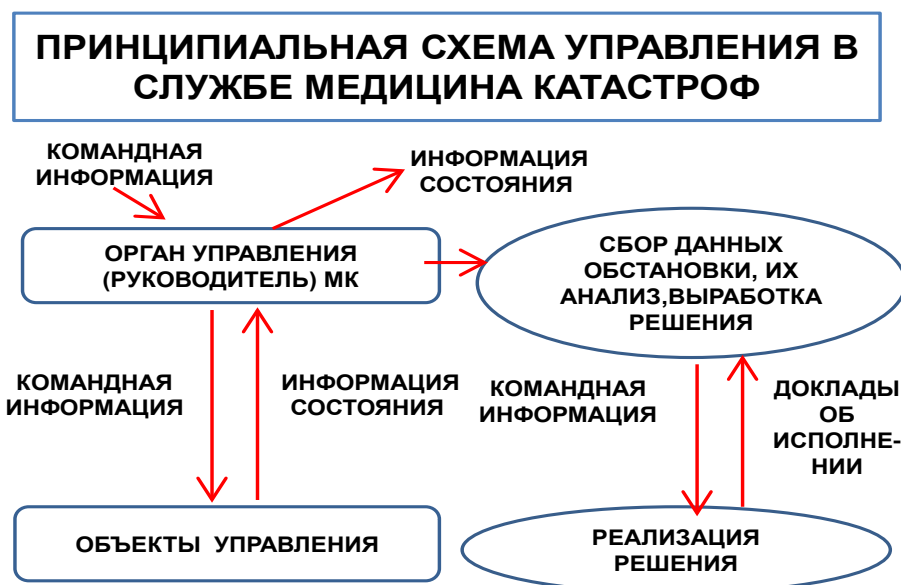 ПРИНЦИПИАЛЬНАЯ СХЕМА УПРАВЛЕНИЯ В
СЛУЖБЕ МЕДИЦИНА КАТАСТРОФ
КОМАНДНАЯ
ИНФОРМАЦИЯ
ИНФОРМАЦИЯ
СОСТОЯНИЯ
ОРГАН УПРАВЛЕНИЯ
(РУКОВОДИТЕЛЬ) МК
СБОР ДАННЫХ
ОБСТАНОВКИ, ИХ
АНАЛИЗ,ВЫРАБОТКА
РЕШЕНИЯ
КОМАНДНАЯ
ИНФОРМАЦИЯ
ИНФОРМАЦИЯ
СОСТОЯНИЯ
КОМАНДНАЯ
ИНФОРМАЦИЯ
ДОКЛАДЫ
ОБ
ИСПОЛНЕ-
НИИ
ОБЪЕКТЫ УПРАВЛЕНИЯ
РЕАЛИЗАЦИЯ
РЕШЕНИЯ